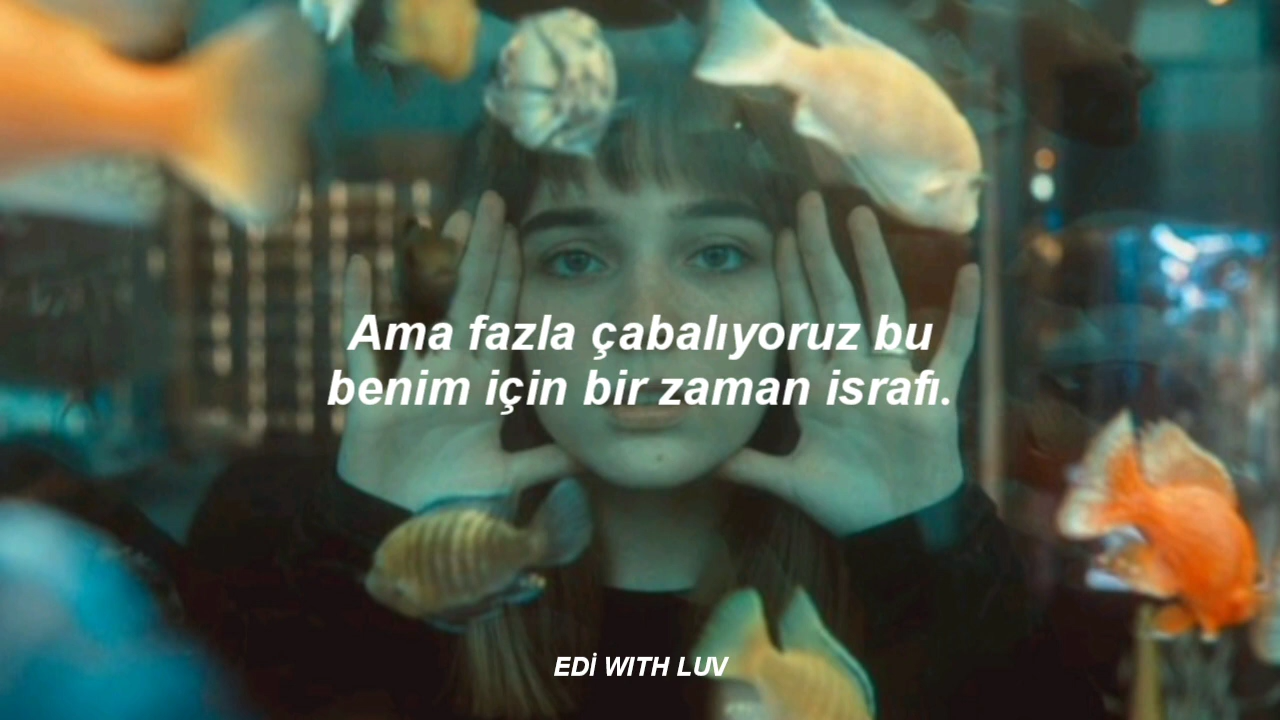 Ama fazla çabalıyoruz bu
benim için bir zaman israfı.
EDİ WITH LUV